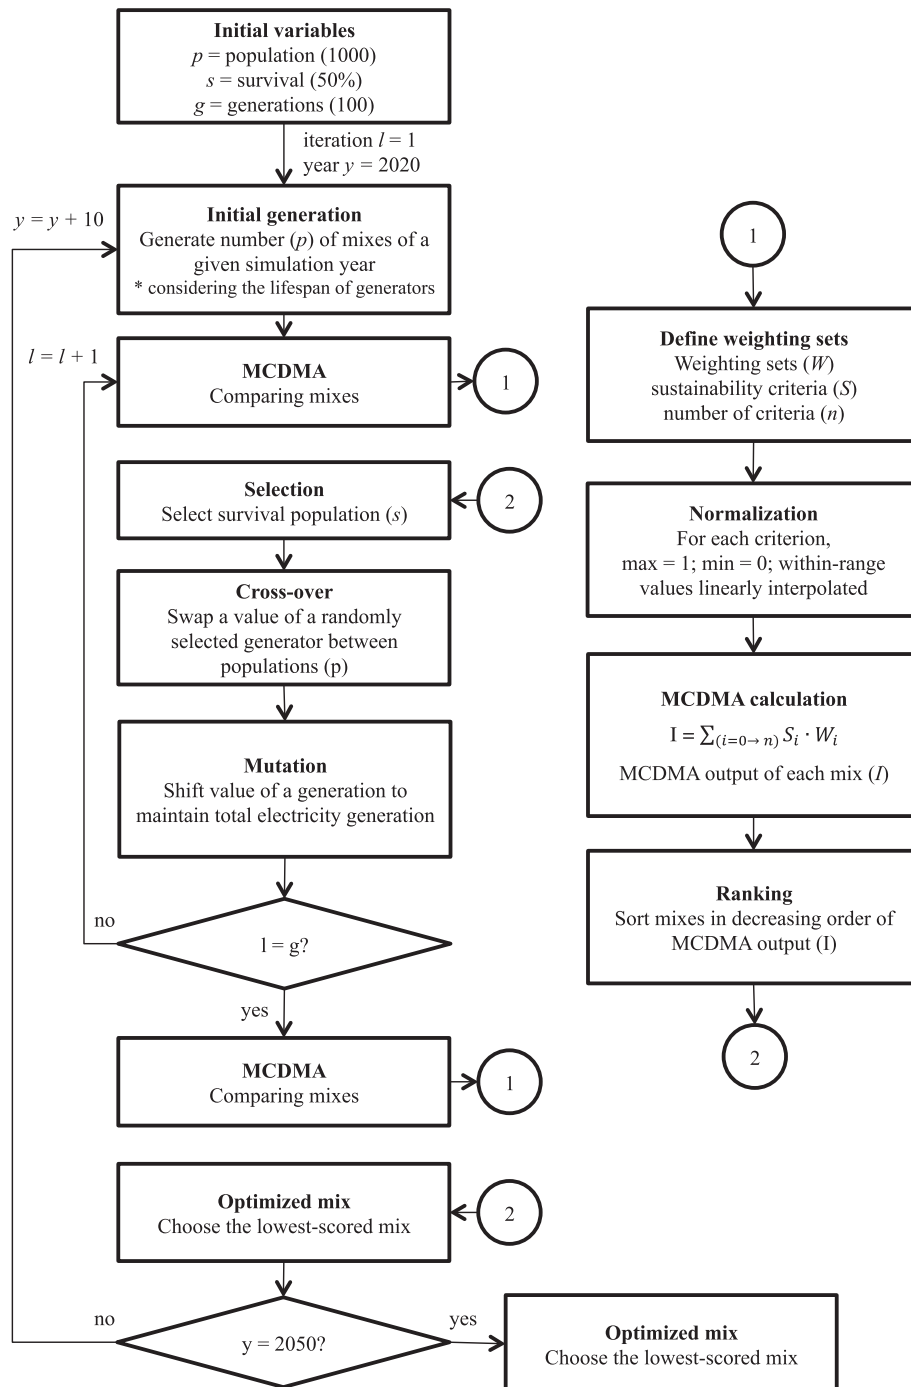 Initial variables
p = population (1000)
s = survival (50%)
g = generations (100)
iteration l = 1
year y = 2020
y = y + 10
Initial generation
Generate number (p) of mixes of a
given simulation year
* considering the lifespan of generators
l = l + 1
MCDMA
Comparing mixes
1
Selection
Select survival population (s)
2
Cross-over
Swap a value of a randomly
selected generator between
populations (p)
Mutation
Shift value of a generation to
maintain total electricity generation
no
l = g?
yes
MCDMA
Comparing mixes
1
Optimized mix
Choose the lowest-scored mix
2
no
y = 2050?
yes
Optimized mix
Choose the lowest-scored mix
1
Define weighting sets
Weighting sets (W)
sustainability criteria (S)
number of criteria (n)
Normalization
For each criterion,
max = 1; min = 0; within-range
values linearly interpolated
MCDMA calculation
I = ∑(i=0→ n) Si · Wi
MCDMA output of each mix (I)
Ranking
Sort mixes in decreasing order of
MCDMA output (I)
2